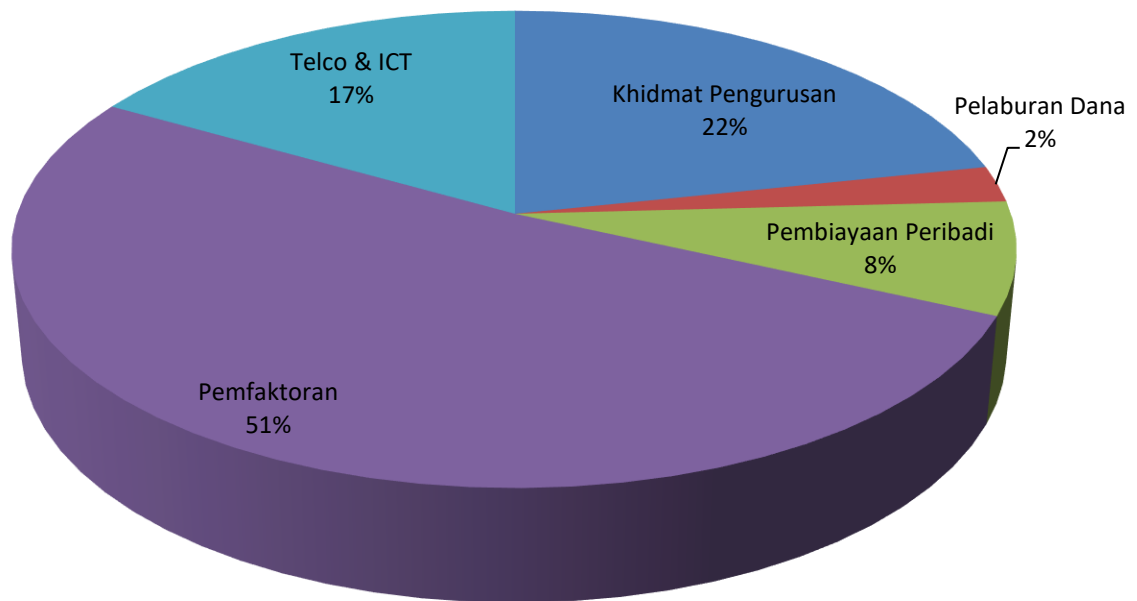 Telco & ICT
17%
Khidmat Pengurusan
22%
Pelaburan Dana
2%
Pembiayaan Peribadi
8%
Pemfaktoran
51%